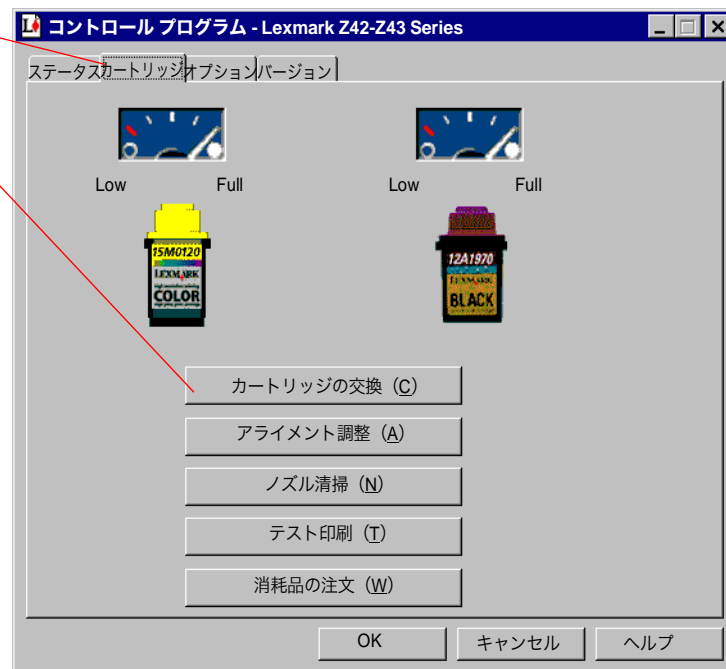 コントロール プログラム - Lexmark Z42-Z43 Series
ステータス カートリッジ オプション バージョン
Low Full Low Full
15M0120
LEXMARK
COLOR
12A1970
LEXMARK
BLACK
カートリッジの交換（C）
アライメント調整（A）
ノズル清掃（N）
テスト印刷（T）
消耗品の注文（W）
OK キャンセル ヘルプ